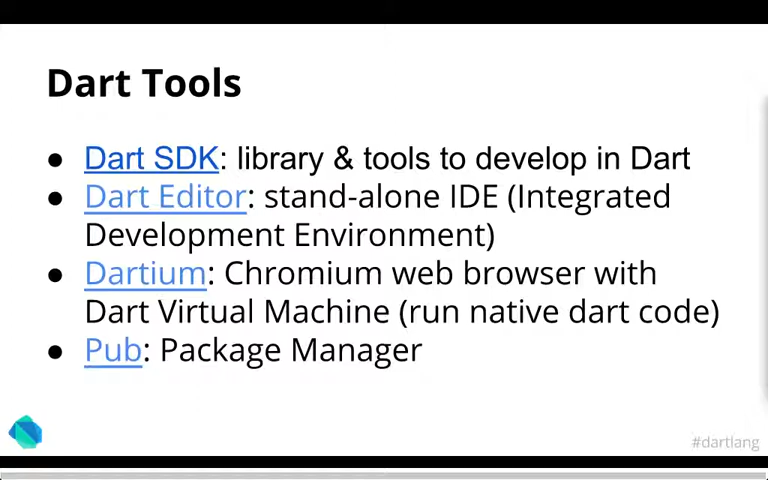 Dart Tools
● Dart SDK: library & tools to develop in Dart
● Dart Editor: stand-alone IDE (Integrated
Development Environment)
● Dartium: Chromium web browser with
Dart Virtual Machine (run native dart code)
● Pub: Package Manager
#dartlang